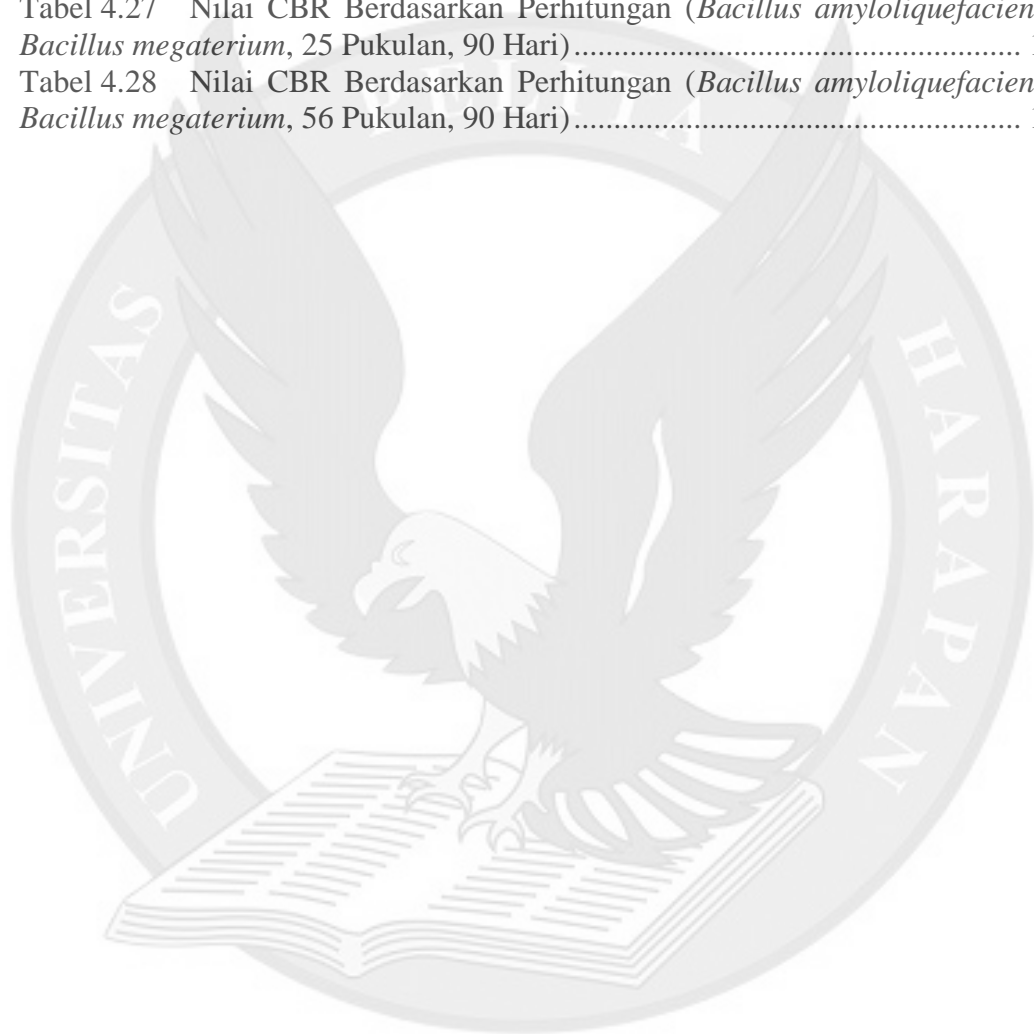 Tabel 4.27 Nilai CBR Berdasarkan Perhitungan (Bacillus amyloliquefacien
Bacillus megaterium, 25 Pukulan, 90 Hari)........................................................
Tabel 4.28 Nilai CBR Berdasarkan Perhitungan (Bacillus amyloliquefacien
Bacillus megaterium, 56 Pukulan, 90 Hari)........................................................
UNIVERSITAS PELITA HARAPAN